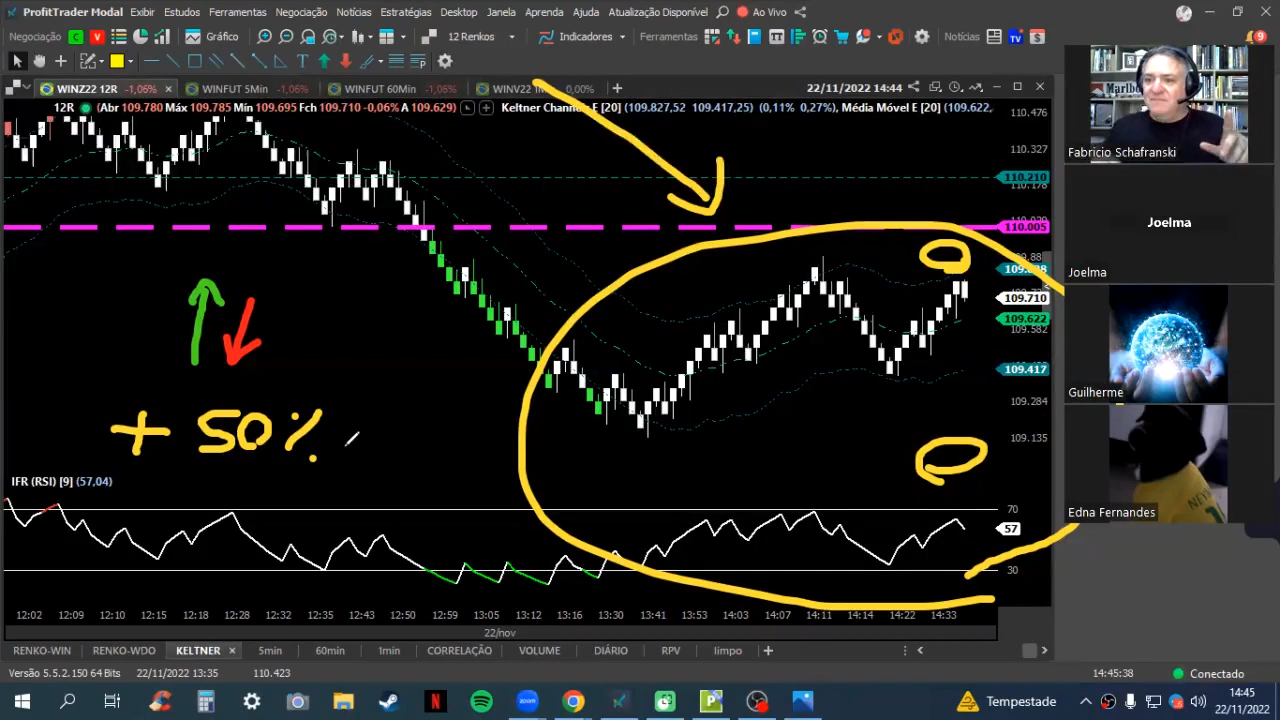 ProfitTrader Modal Exibir Estudos Ferramentas Negociação Notícias Estratégias Desktop Janela Aprenda Ajuda Atualização Disponível Ao Vivo
Negociação C V Gráfico 12 Renkos Indicadores Ferramentas Notícias TV $ 9
WINZ22 12R -1,06% WINFUT 5Min -1,06% WINFUT 60Min -1,06% 0,00%
22/11/2022 14:44
12R (Abr 109.780 Máx 109.785 Min 109.695 Fch 109.710 -0,06% A 109.629) Keltner Channels E [20] (109.827,52 109.417,25) (0,11% 0,27%) Média Móvel E [20] (109.622,
110.476
110.327
110.210
110.178
110.005
109.710
109.622
109.582
109.417
109.284
109.135
+ 50%
IFR (RSI) [9] (57,04)
70
57
30
12:02 12:09 12:15 12:18 12:28 12:35 12:50 12:59 13:05 13:12 13:16 13:30 13:41 13:53 14:03 14:07 14:11 14:14 14:22 14:33
22/nov
RENKO-WIN RENKO-WDO KELTNER 5min 60min 1min CORRELAÇÃO VOLUME DIÁRIO RPV limpo
Versão 5.5.2.150 64 Bits 22/11/2022 13:35 110.423 14:45:38 Conectado
Marlbo
Fabricio Schafranski
Joelma
Joelma
Guilherme
Edna Fernandes
zoom
Tempestade
14:45
22/11/2022